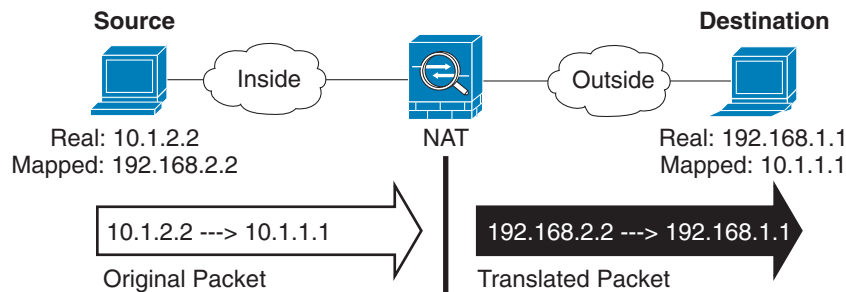 Source
Destination
Inside
Outside
Real: 10.1.2.2
Mapped: 192.168.2.2
NAT
Real: 192.168.1.1
Mapped: 10.1.1.1
10.1.2.2 ---> 10.1.1.1
192.168.2.2 ---> 192.168.1.1
Original Packet
Translated Packet